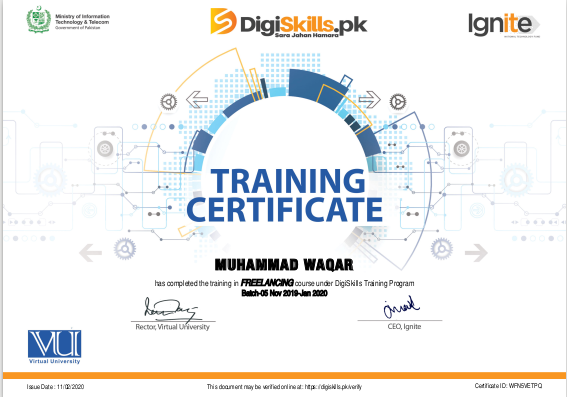 Ministry of Information
Technology & Telecom
Government of Pakistan
DigiSkills.pk
Sara Jahan Hamara
Ignite
TRAINING
CERTIFICATE
MUHAMMAD WAQAR
has completed the training in FREELANCING course under DigiSkills Training Program
Batch-05 Nov 2019-Jan 2020
Rector, Virtual University
CEO, Ignite
VU
Virtual University
Issue Date : 11/02/2020
This document may be verified online at: https://digiskills.pk/verify
Certificate ID: WFN5VETPQ